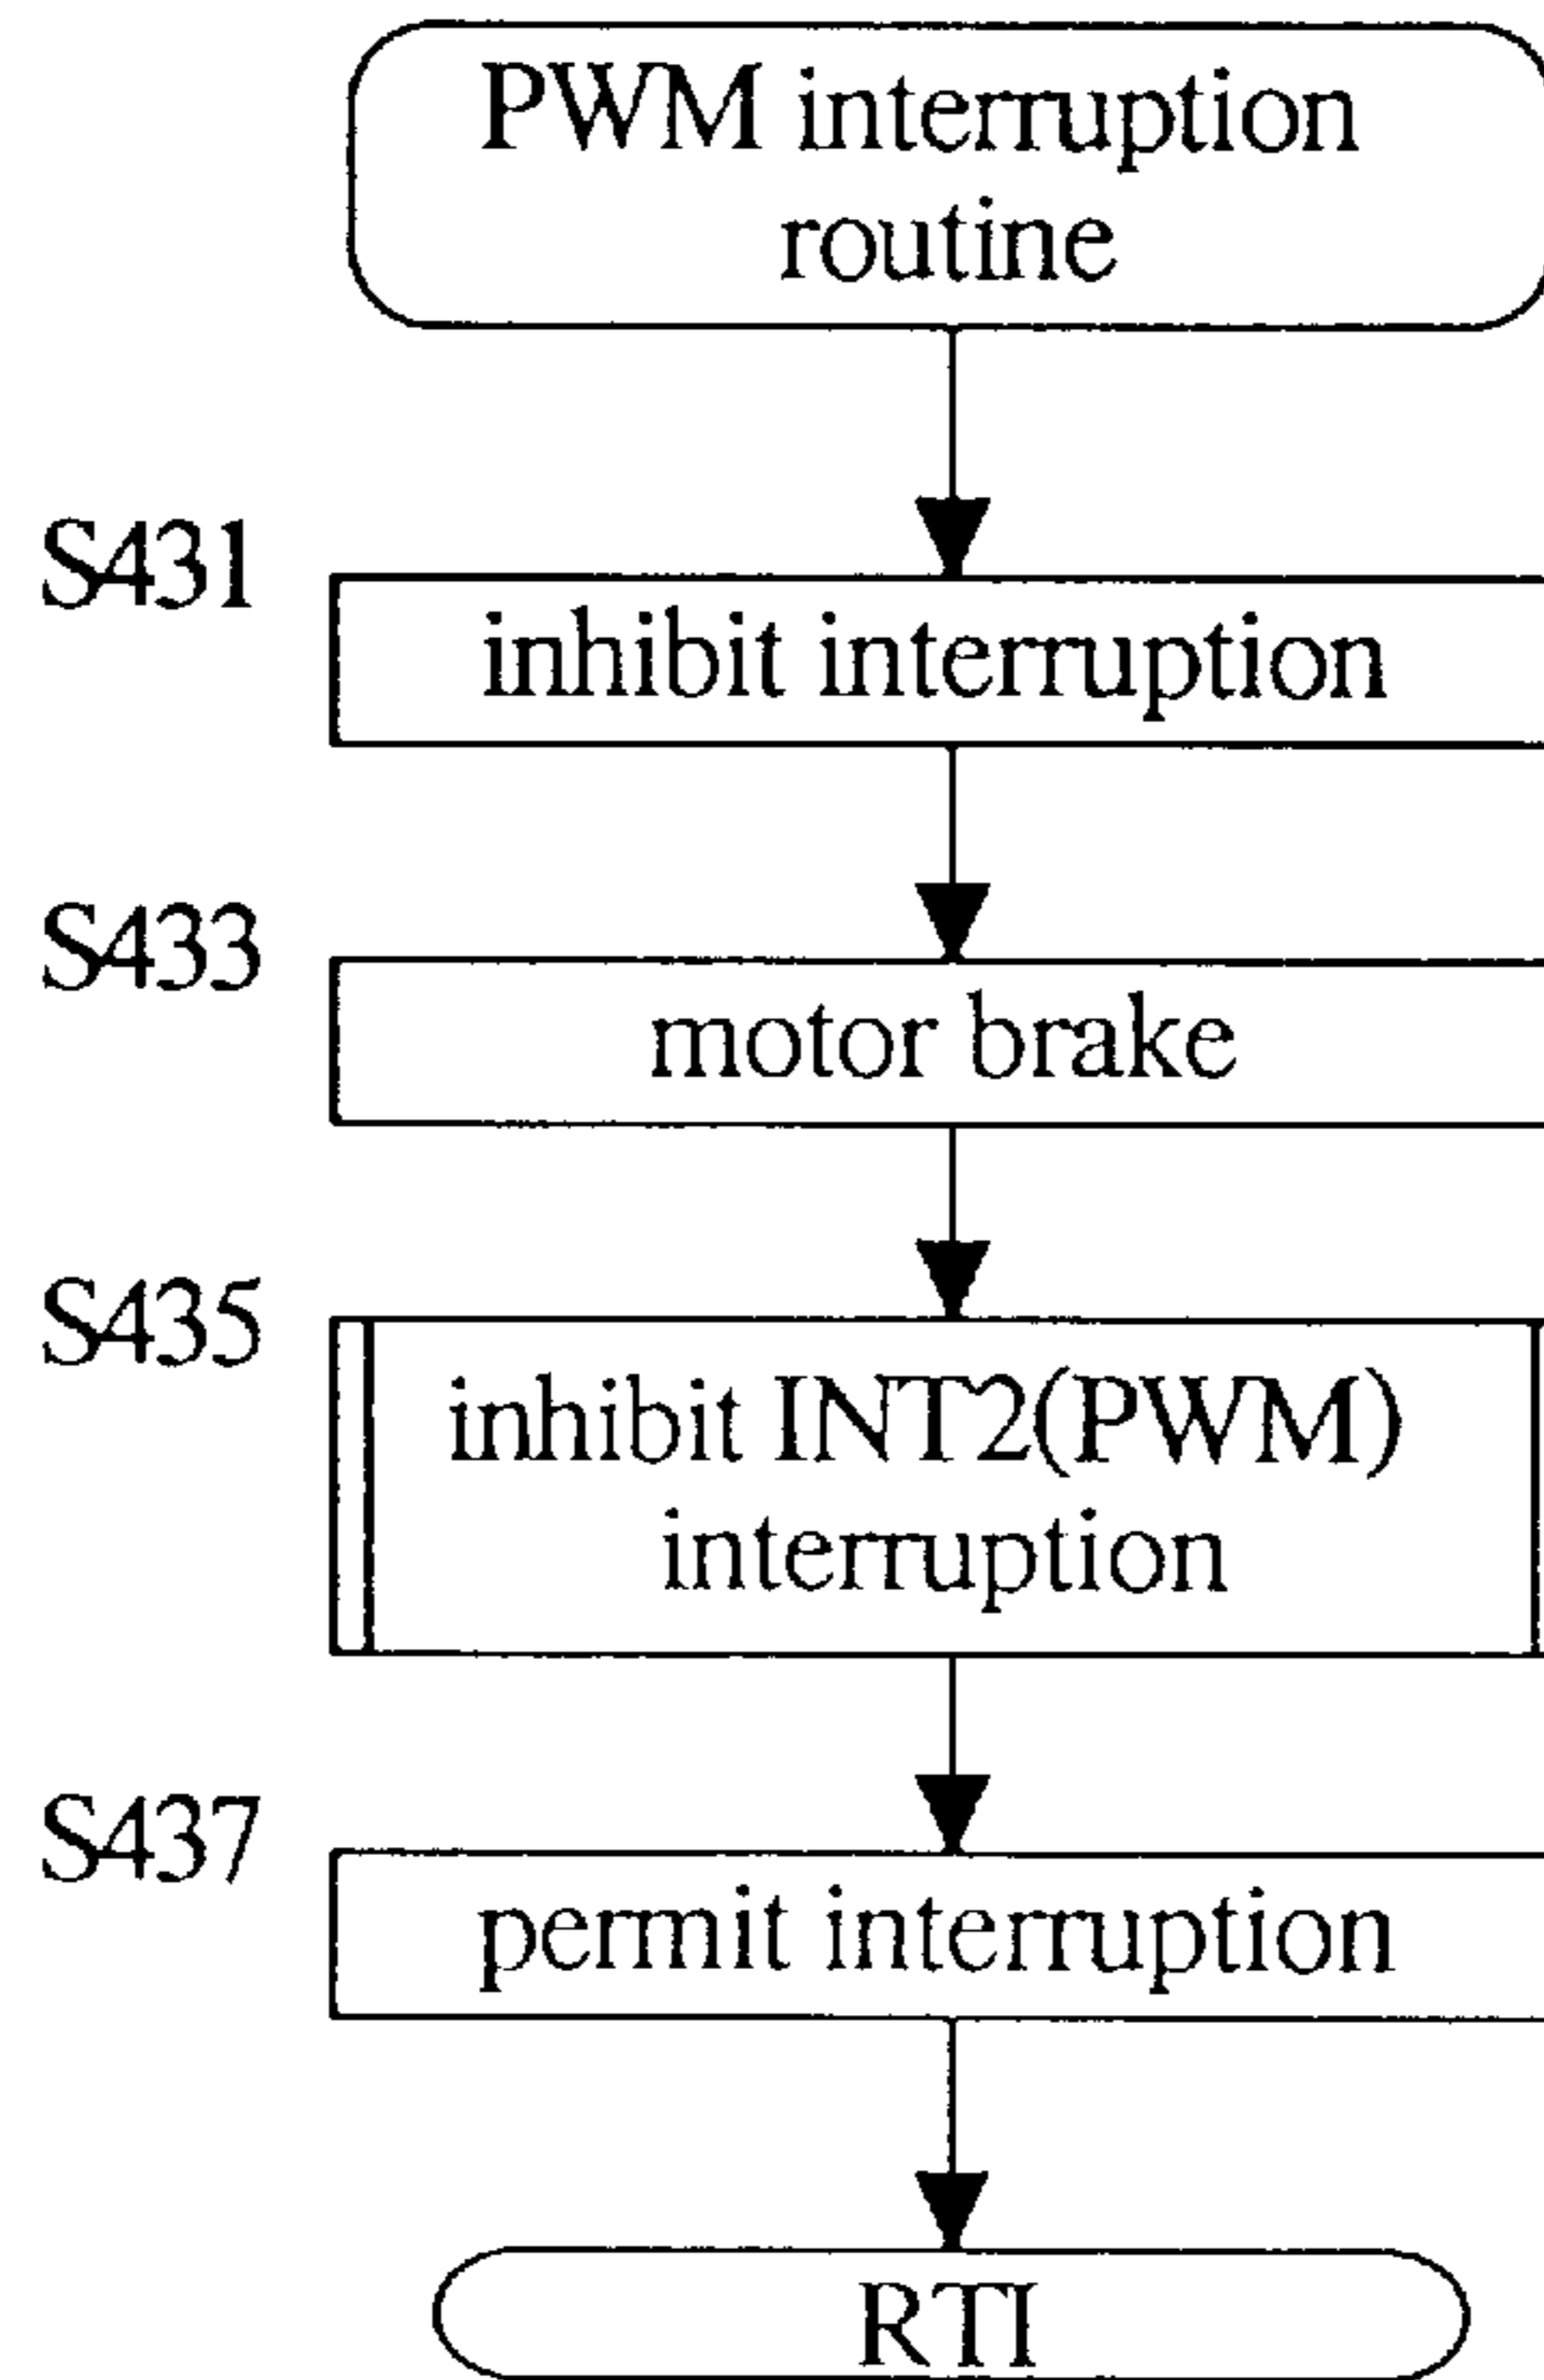 PWM interruption
routine
S431
inhibit interruption
S433
motor brake
S435
inhibit INT2(PWM)
interruption
S437
permit interruption
RTI